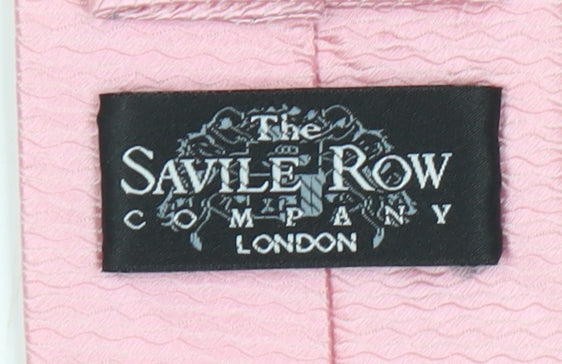 The
SAVILE ROW
COMPANY
LONDON